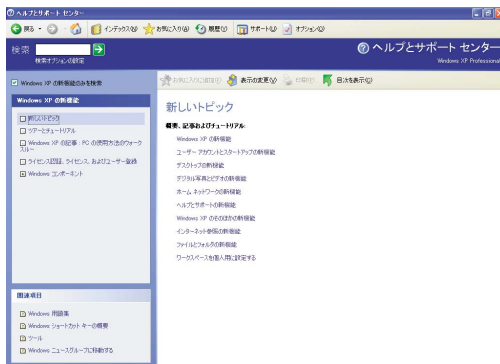 ヘルプとサポート センター
戻る インデックス(X) お気に入り(A) 履歴(H) サポート(U) オプション(O)
検索
検索オプションの設定
ヘルプとサポート センター
Windows XP Professional
Windows XP の新機能のみを検索
お気に入りに追加(D) 表示の変更(V) 印刷(P) 目次を表示(C)
Windows XP の新機能
新しいトピック
ツアーとチュートリアル
Windows XP の記事 : PC の使用方法のウォーク
スルー
ライセンス認証、ライセンス、およびユーザー登録
Windows コンポーネント
新しいトピック
概要、記事およびチュートリアル
Windows XP の新機能
ユーザー アカウントとスタートアップの新機能
デスクトップの新機能
デジタル写真とビデオの新機能
ホーム ネットワークの新機能
ヘルプとサポートの新機能
Windows XP のそのほかの新機能
インターネット参照の新機能
ファイルとフォルダの新機能
ワークスペースを個人用に設定する
関連項目
Windows 用語集
Windows ショートカット キーの概要
ツール
Windows ニュースグループに移動する